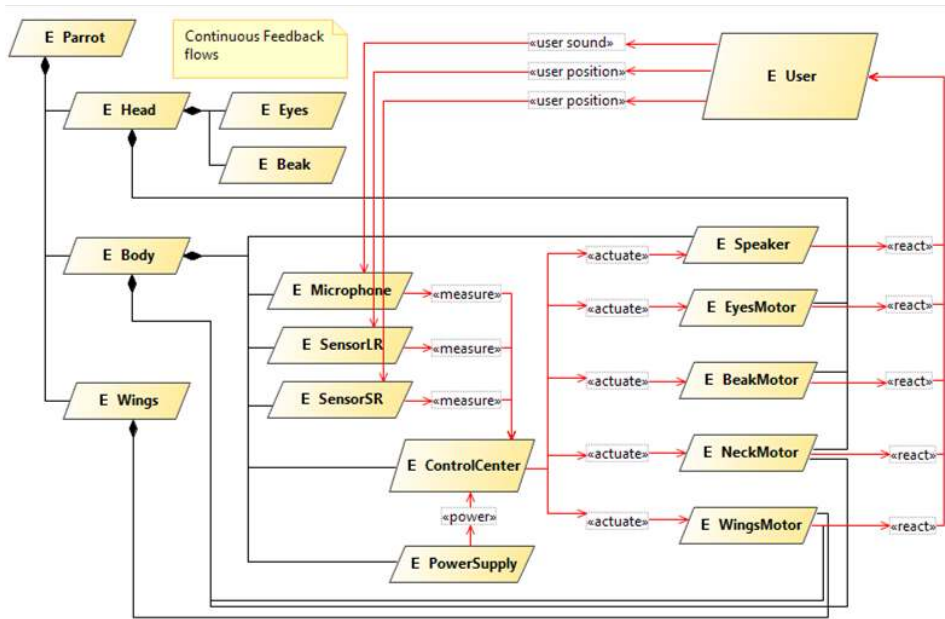 E Parrot
Continuous Feedback
flows
«user sound»
«user position»
«user position»
E User
E Head
E Eyes
E Beak
E Body
E Speaker
«actuate»
«react»
E Microphone
«measure»
E EyesMotor
«actuate»
«react»
E SensorLR
«measure»
E BeakMotor
«actuate»
«react»
E SensorSR
«measure»
E Wings
E ControlCenter
«actuate»
E NeckMotor
«react»
«power»
«actuate»
E WingsMotor
«react»
E PowerSupply